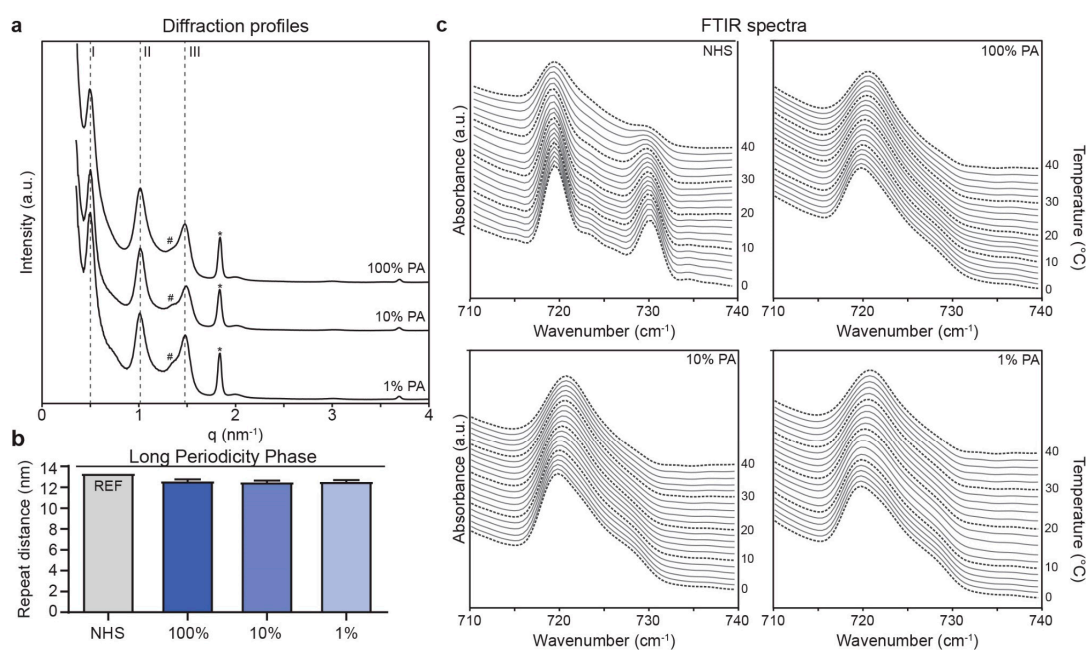 a
Diffraction profiles
I
II
III
Intensity (a.u.)
#
*
100% PA
#
*
10% PA
#
*
1% PA
0
1
2
3
4
q (nm⁻¹)
b
Long Periodicity Phase
Repeat distance (nm)
14
12
10
8
6
4
2
0
REF
NHS
100%
10%
1%
c
FTIR spectra
NHS
Absorbance (a.u.)
40
30
20
10
0
710
720
730
740
Wavenumber (cm⁻¹)
100% PA
Temperature (°C)
40
30
20
10
0
710
720
730
740
Wavenumber (cm⁻¹)
10% PA
Absorbance (a.u.)
40
30
20
10
0
710
720
730
740
Wavenumber (cm⁻¹)
1% PA
Temperature (°C)
40
30
20
10
0
710
720
730
740
Wavenumber (cm⁻¹)